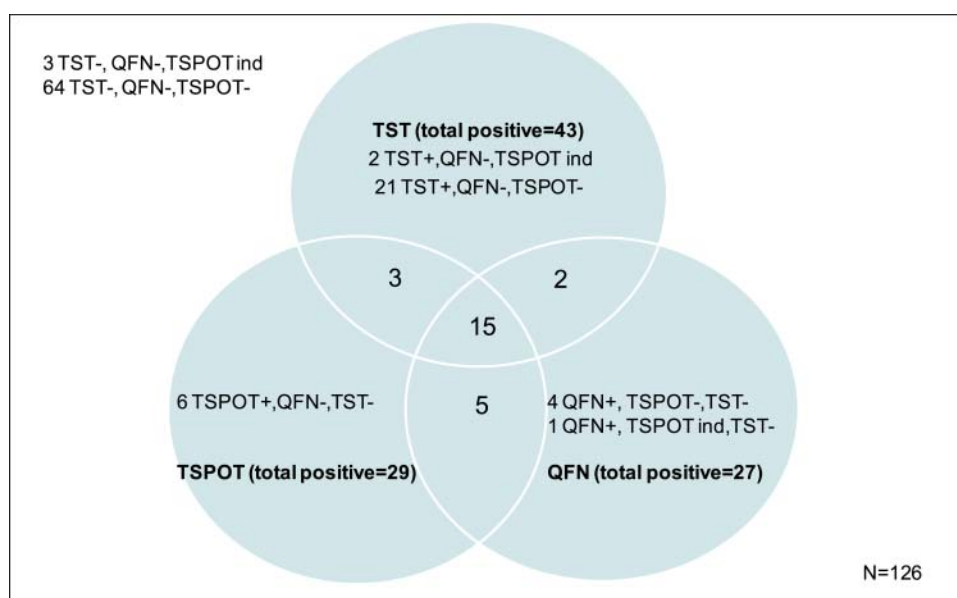 3 TST-, QFN-,TSPOT ind
64 TST-, QFN-,TSPOT-
TST (total positive=43)
2 TST+,QFN-,TSPOT ind
21 TST+,QFN-,TSPOT-
3
2
15
6 TSPOT+,QFN-,TST-
5
4 QFN+, TSPOT-,TST-
1 QFN+, TSPOT ind,TST-
TSPOT (total positive=29)
QFN (total positive=27)
N=126